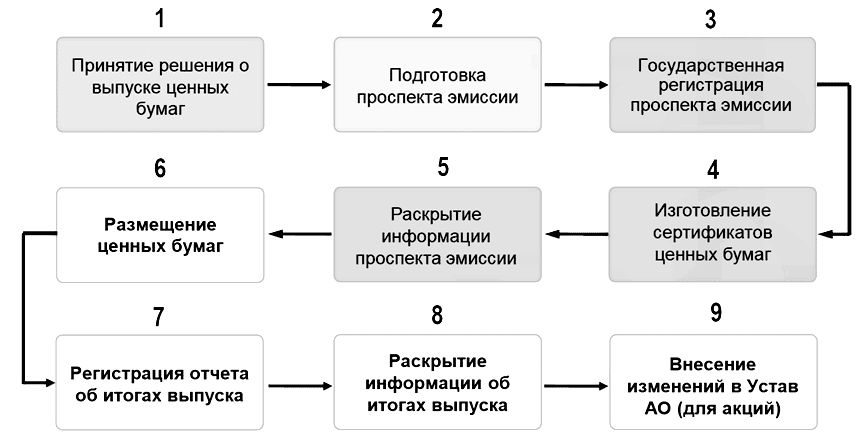 1
Принятие решения о
выпуске ценных
бумаг
2
Подготовка
проспекта эмиссии
3
Государственная
регистрация
проспекта эмиссии
4
Изготовление
сертификатов
ценных бумаг
5
Раскрытие
информации
проспекта эмиссии
6
Размещение
ценных бумаг
7
Регистрация отчета
об итогах выпуска
8
Раскрытие
информации об
итогах выпуска
9
Внесение
изменений в Устав
АО (для акций)